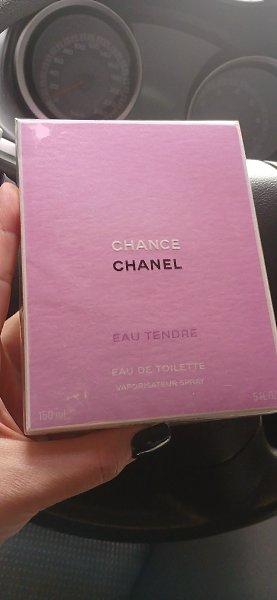 CHANCE
CHANEL
EAU TENDRE
EAU DE TOILETTE
VAPORISATEUR SPRAY
150 ml